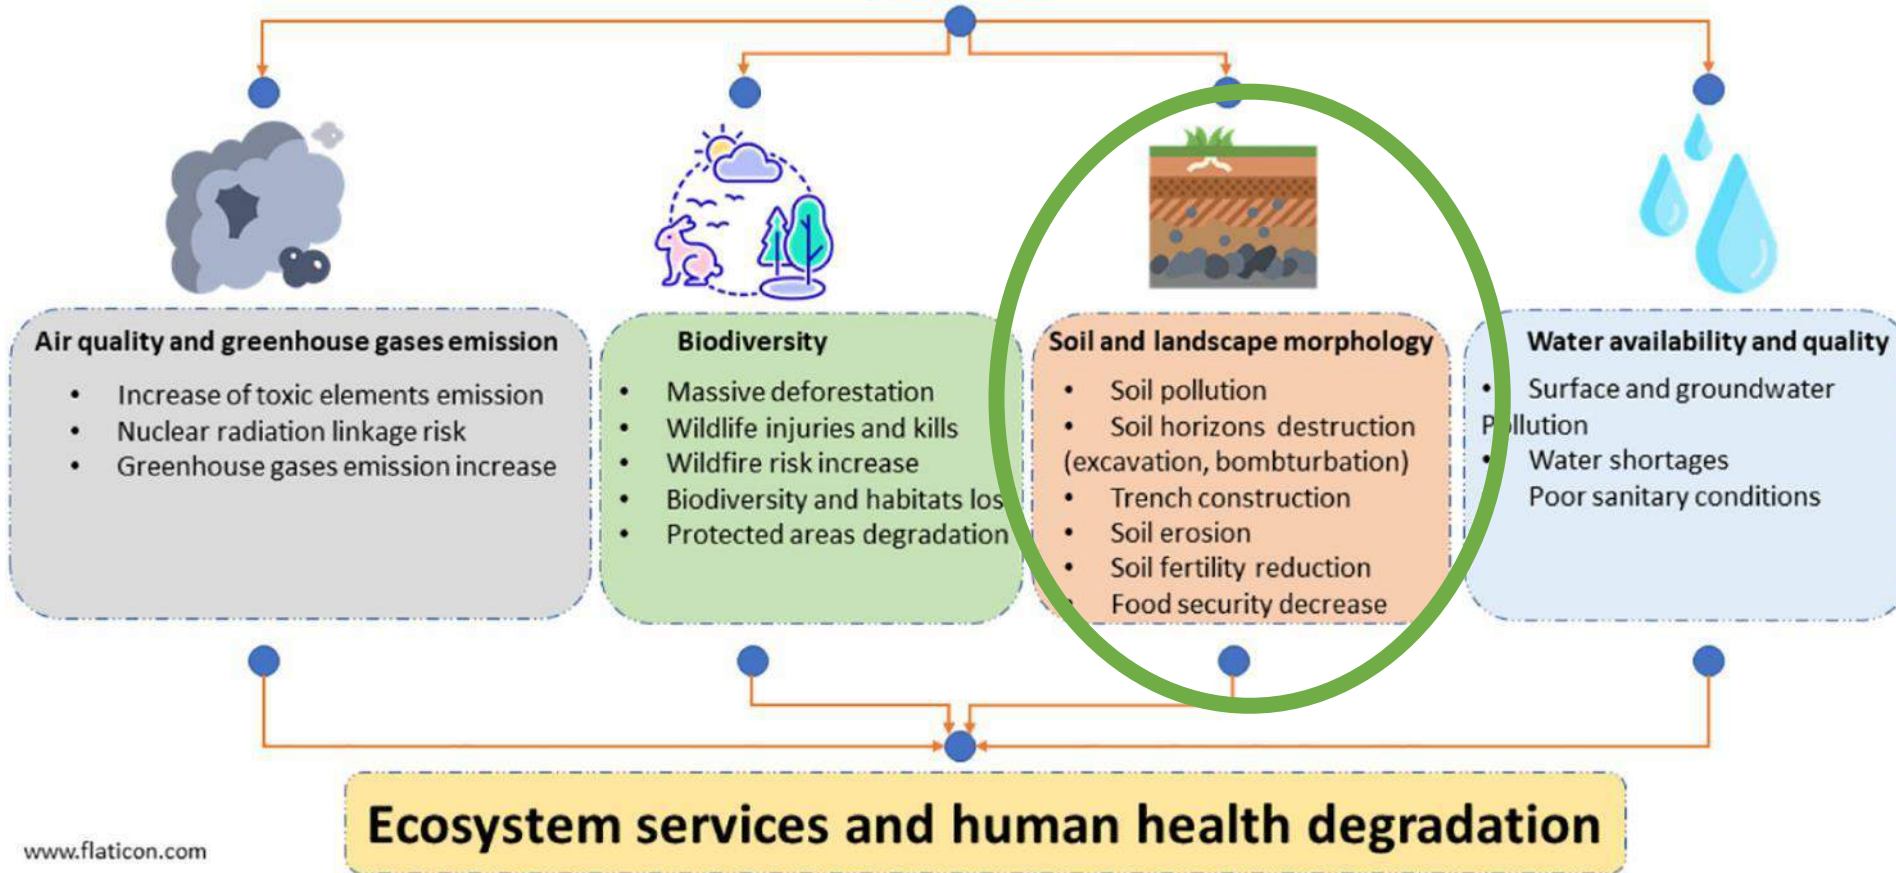 Air quality and greenhouse gases emission
• Increase of toxic elements emission
• Nuclear radiation linkage risk
• Greenhouse gases emission increase
Biodiversity
• Massive deforestation
• Wildlife injuries and kills
• Wildfire risk increase
• Biodiversity and habitats los
• Protected areas degradation
Soil and landscape morphology
• Soil pollution
• Soil horizons destruction
(excavation, bombturbation)
• Trench construction
• Soil erosion
• Soil fertility reduction
• Food security decrease
Water availability and quality
• Surface and groundwater
Pollution
• Water shortages
Poor sanitary conditions
Ecosystem services and human health degradation
www.flaticon.com